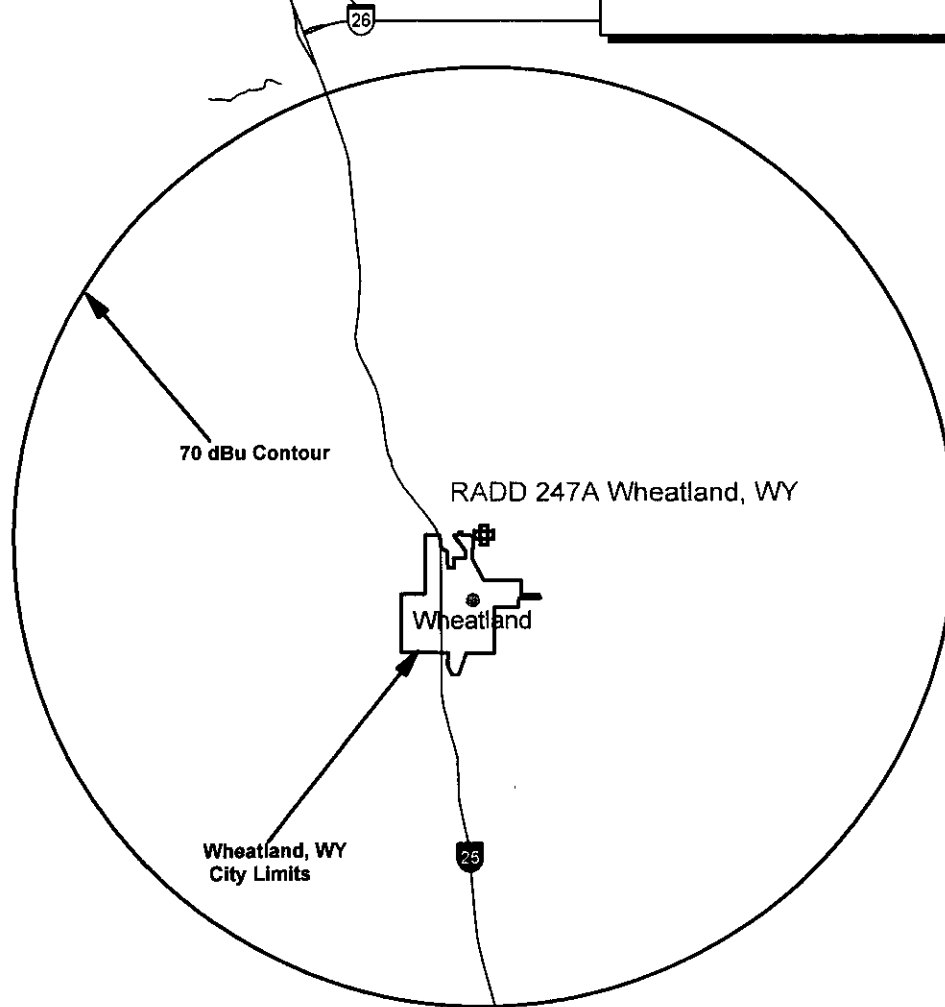 26
70 dBu Contour
RADD 247A Wheatland, WY
Wheatland
Wheatland, WY
City Limits
25